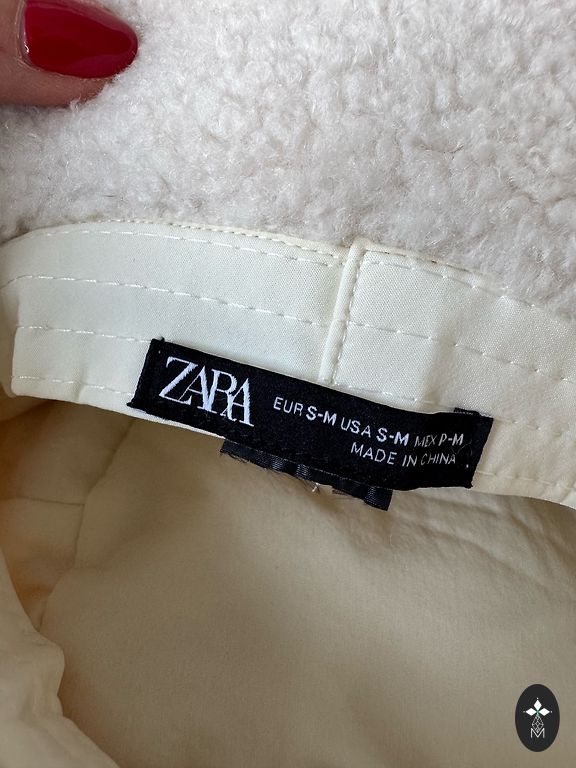 ZARA
EUR S-M USA S-M MEX P-M
MADE IN CHINA
M